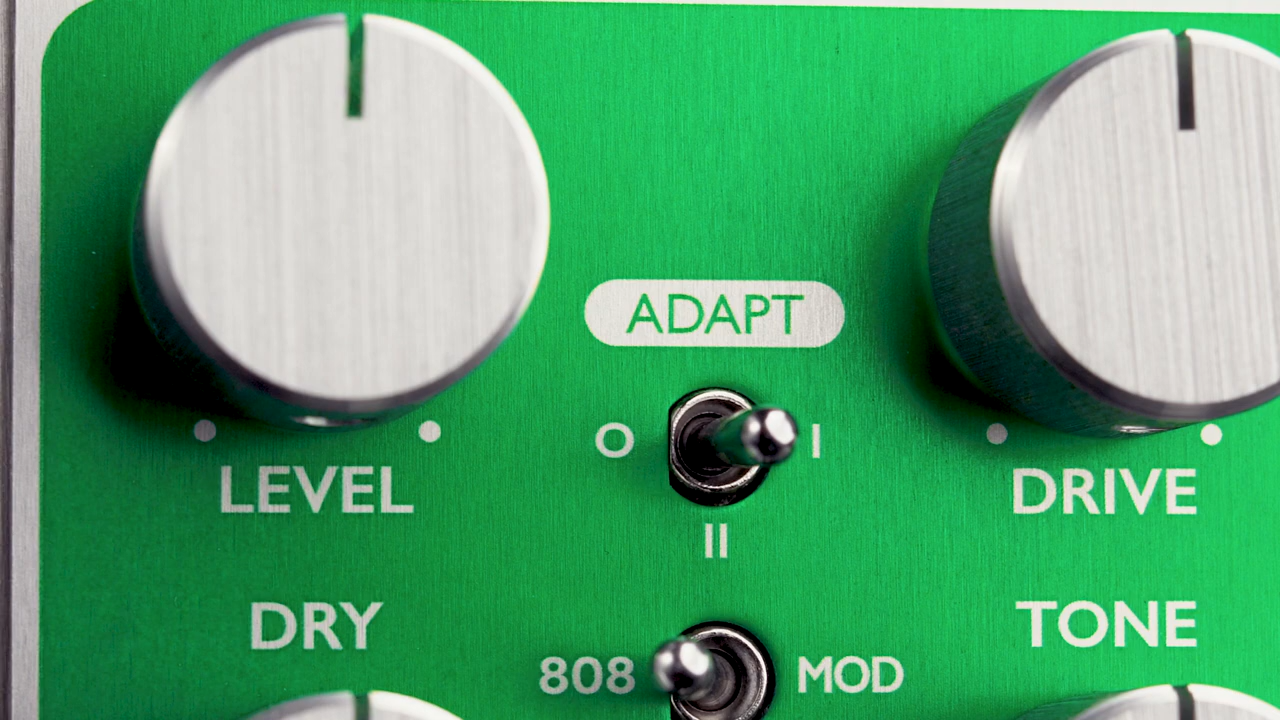 ADAPT
O I
LEVEL DRIVE
II
DRY TONE
808 MOD